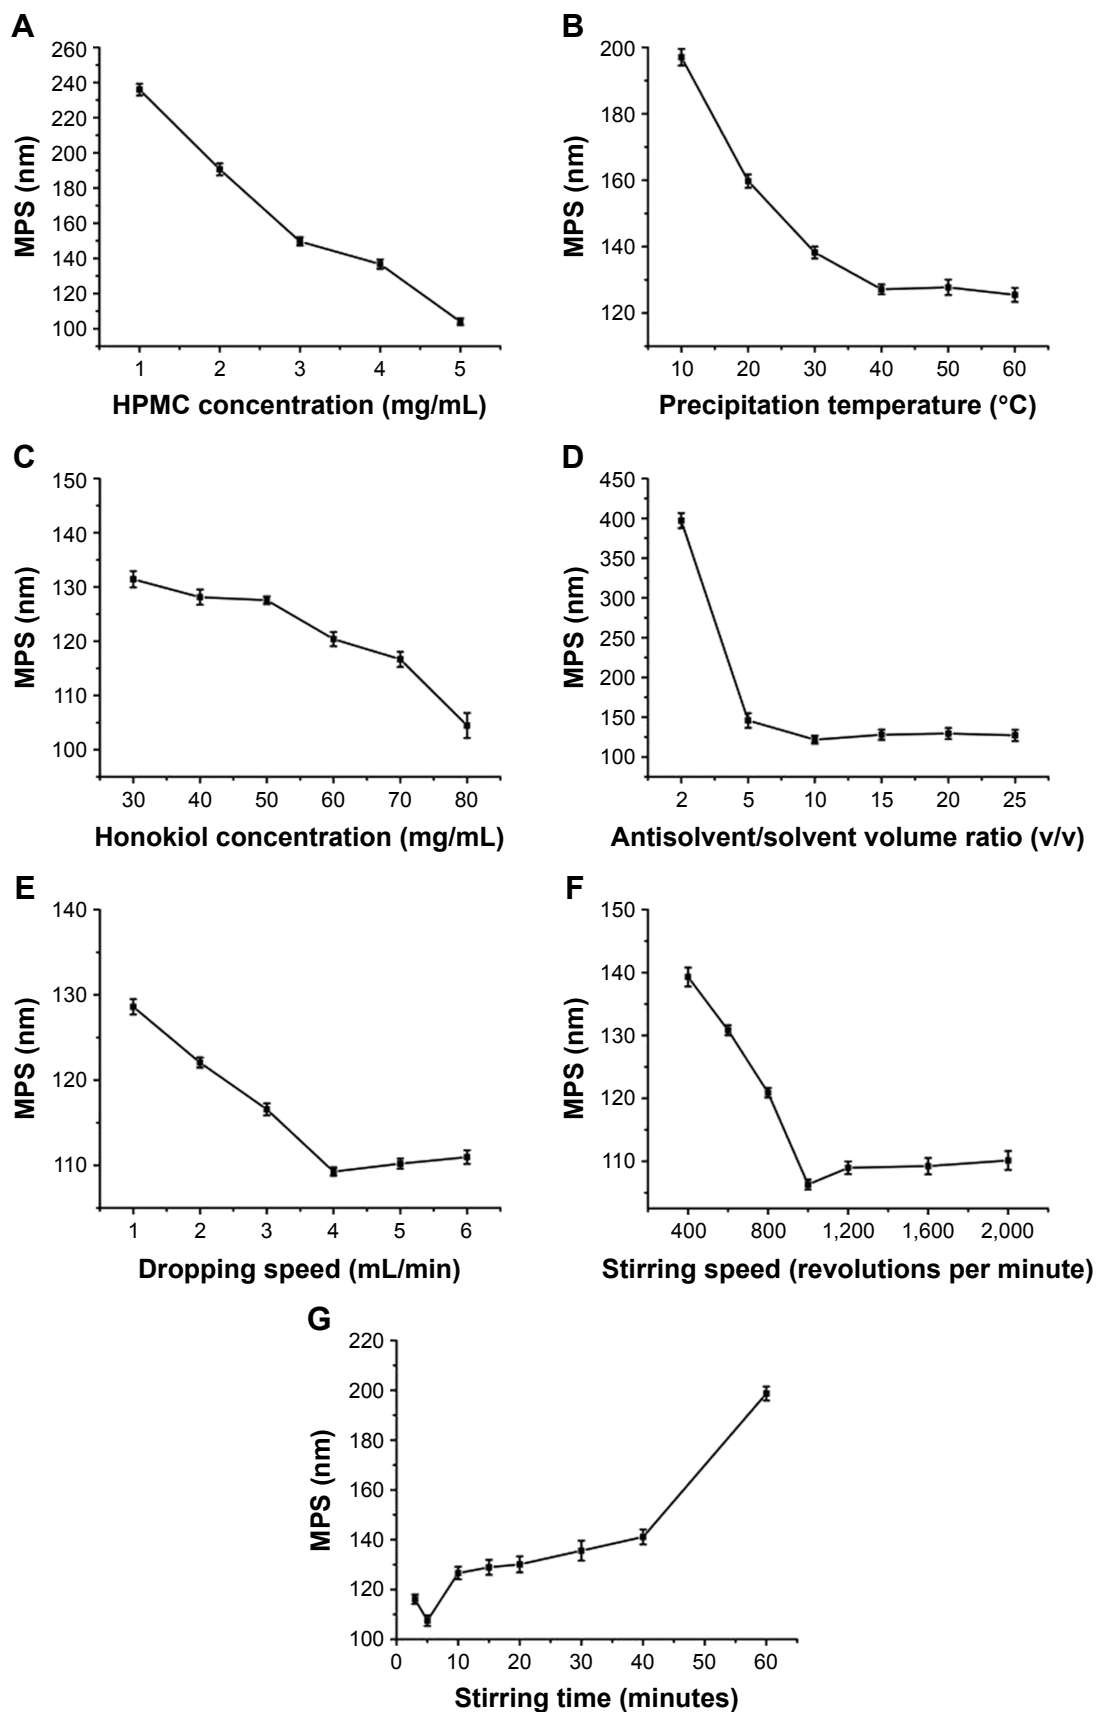 A
MPS (nm)
260
240
220
200
180
160
140
120
100
1 2 3 4 5
HPMC concentration (mg/mL)
B
MPS (nm)
200
180
160
140
120
10 20 30 40 50 60
Precipitation temperature (°C)
C
MPS (nm)
150
140
130
120
110
100
30 40 50 60 70 80
Honokiol concentration (mg/mL)
D
MPS (nm)
450
400
350
300
250
200
150
100
2 5 10 15 20 25
Antisolvent/solvent volume ratio (v/v)
E
MPS (nm)
140
130
120
110
1 2 3 4 5 6
Dropping speed (mL/min)
F
MPS (nm)
150
140
130
120
110
400 800 1,200 1,600 2,000
Stirring speed (revolutions per minute)
G
MPS (nm)
220
200
180
160
140
120
100
0 10 20 30 40 50 60
Stirring time (minutes)